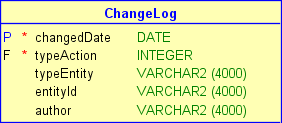 ChangeLog
P * changedDate DATE
F * typeAction INTEGER
typeEntity VARCHAR2 (4000)
entityId VARCHAR2 (4000)
author VARCHAR2 (4000)